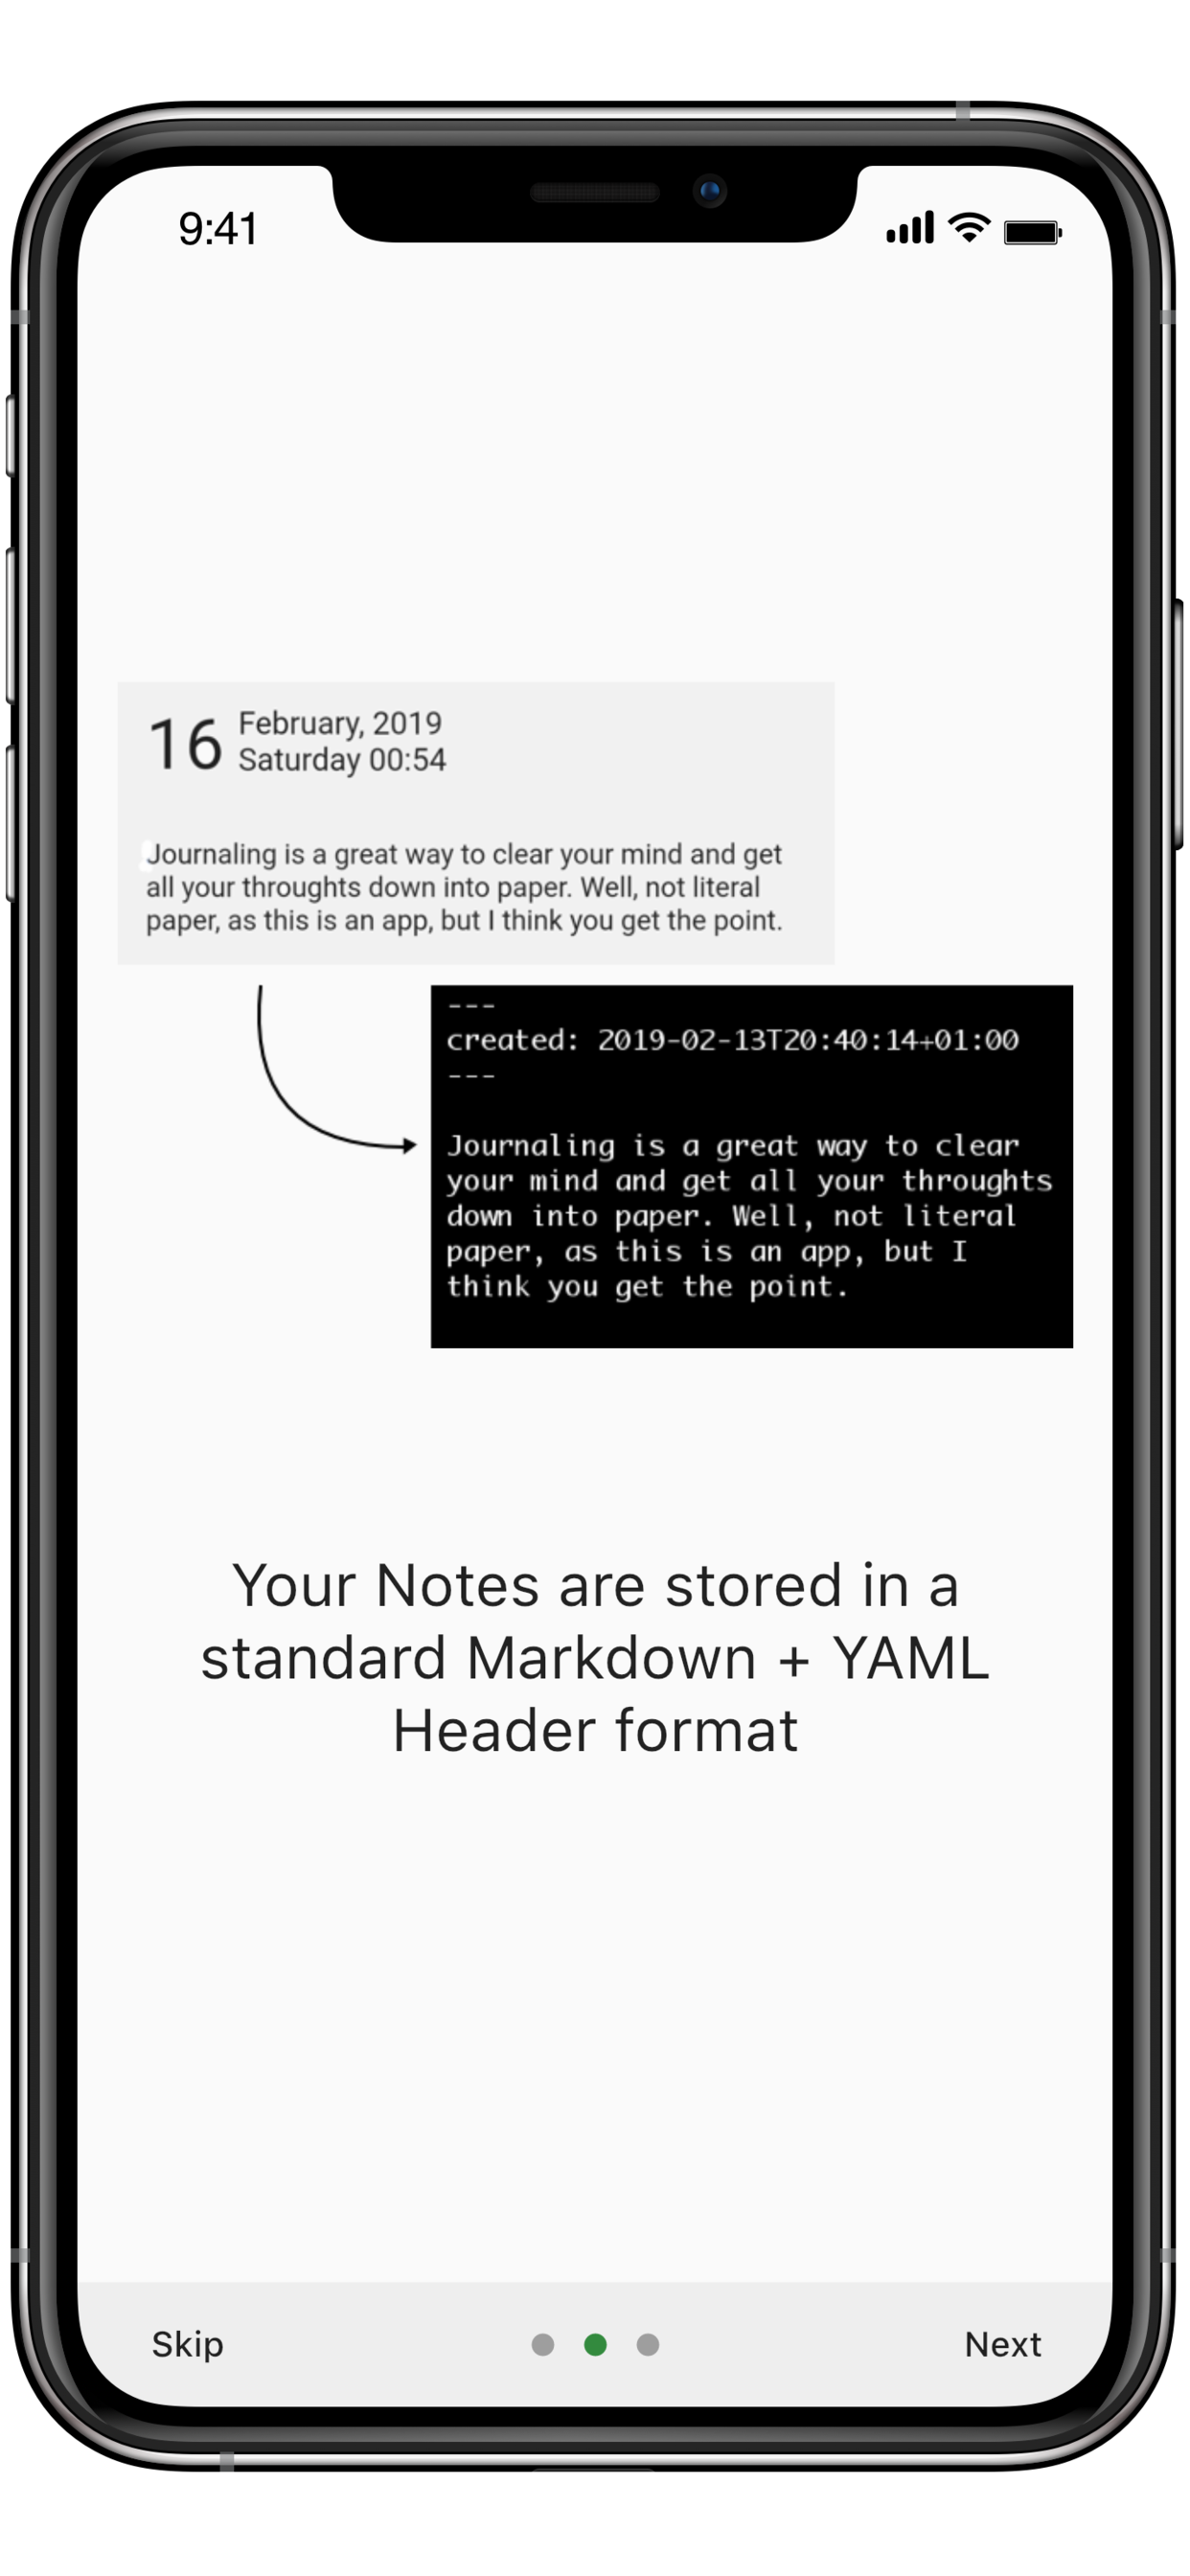 9:41
16
February, 2019
Saturday 00:54
Journaling is a great way to clear your mind and get
all your throughts down into paper. Well, not literal
paper, as this is an app, but I think you get the point.
---
created: 2019-02-13T20:40:14+01:00
---
Journaling is a great way to clear
your mind and get all your throughts
down into paper. Well, not literal
paper, as this is an app, but I
think you get the point.
Your Notes are stored in a
standard Markdown + YAML
Header format
Skip
Next